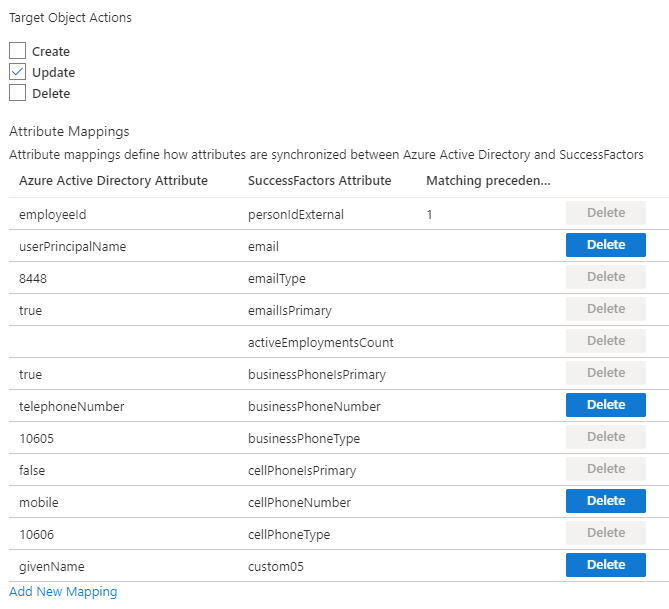 Target Object Actions
Create
Update
Delete
Attribute Mappings
Attribute mappings define how attributes are synchronized between Azure Active Directory and SuccessFactors
Azure Active Directory Attribute SuccessFactors Attribute Matching preceden...
employeeId personIdExternal 1 Delete
userPrincipalName email Delete
8448 emailType Delete
true emailIsPrimary Delete
activeEmploymentsCount Delete
true businessPhoneIsPrimary Delete
telephoneNumber businessPhoneNumber Delete
10605 businessPhoneType Delete
false cellPhoneIsPrimary Delete
mobile cellPhoneNumber Delete
10606 cellPhoneType Delete
givenName custom05 Delete
Add New Mapping